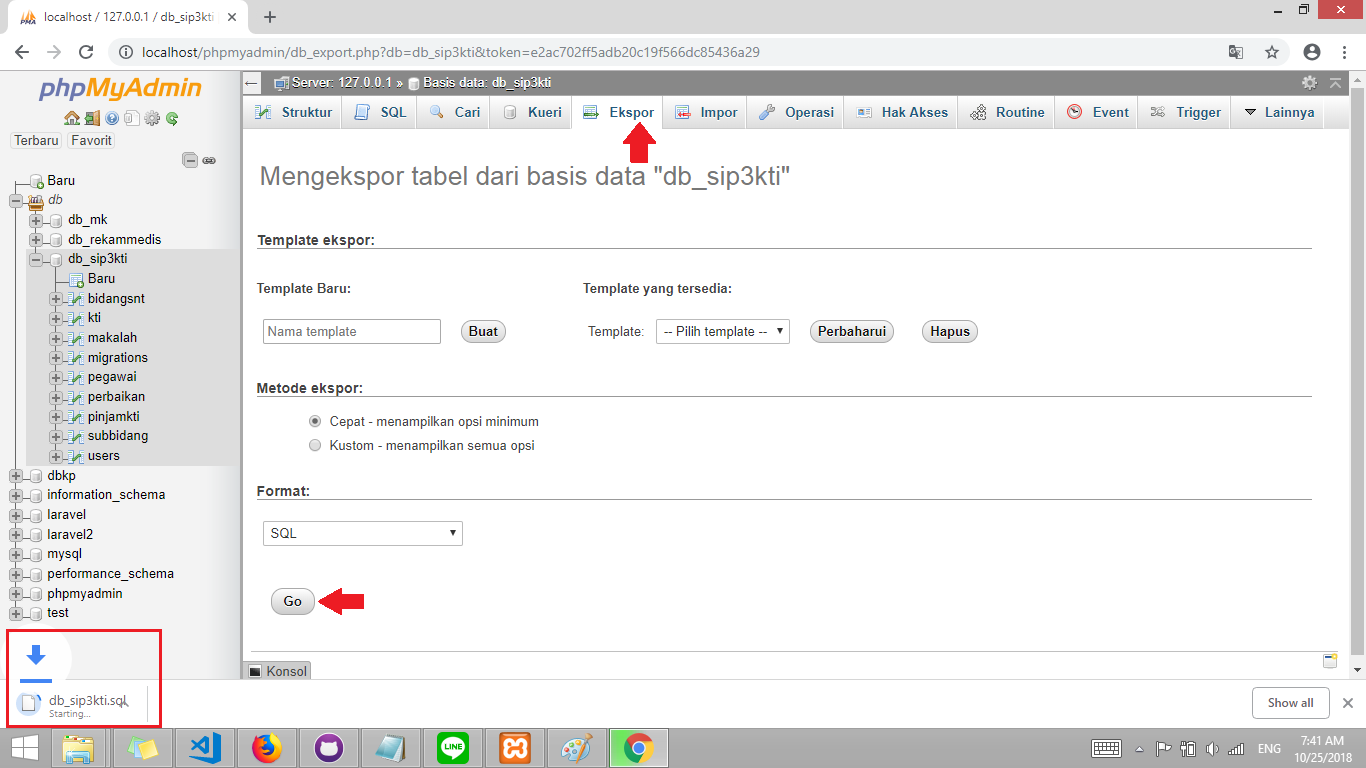 localhost / 127.0.0.1 / db_sip3kti
localhost/phpmyadmin/db_export.php?db=db_sip3kti&token=e2ac702ff5adb20c19f566dc85436a29
phpMyAdmin
Terbaru Favorit
Baru
db
db_mk
db_rekammedis
db_sip3kti
Baru
bidangsnt
kti
makalah
migrations
pegawai
perbaikan
pinjamkti
subbidang
users
dbkp
information_schema
laravel
laravel2
mysql
performance_schema
phpmyadmin
test
Server: 127.0.0.1 » Basis data: db_sip3kti
Struktur SQL Cari Kueri Ekspor Impor Operasi Hak Akses Routine Event Trigger Lainnya
Mengekspor tabel dari basis data "db_sip3kti"
Template ekspor:
Template Baru: Template yang tersedia:
Nama template Buat Template: -- Pilih template -- Perbaharui Hapus
Metode ekspor:
Cepat - menampilkan opsi minimum
Kustom - menampilkan semua opsi
Format:
SQL
Go
Konsol
db_sip3kti.sql
Starting...
Show all
LINE
ENG
7:41 AM
10/25/2018